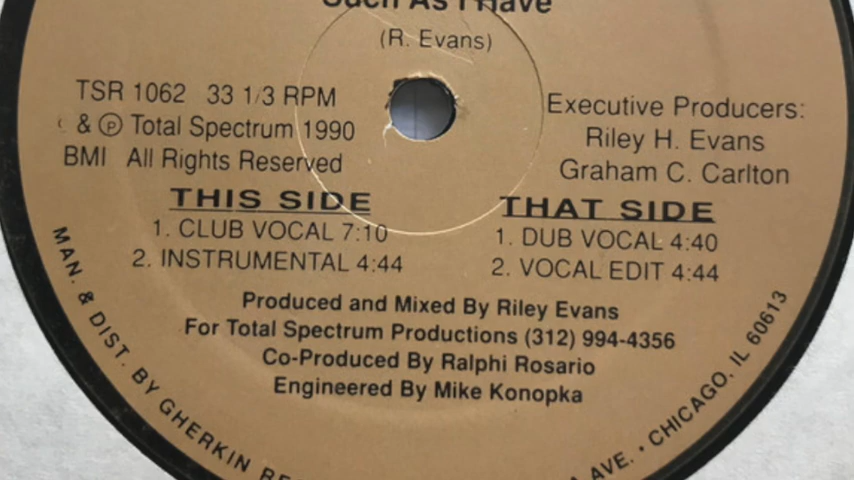 Such As I Have
(R. Evans)
TSR 1062 33 1/3 RPM
& Ⓟ Total Spectrum 1990
BMI All Rights Reserved
Executive Producers:
Riley H. Evans
Graham C. Carlton
THIS SIDE
1. CLUB VOCAL 7:10
2. INSTRUMENTAL 4:44
THAT SIDE
1. DUB VOCAL 4:40
2. VOCAL EDIT 4:44
Produced and Mixed By Riley Evans
For Total Spectrum Productions (312) 994-4356
Co-Produced By Ralphi Rosario
Engineered By Mike Konopka
MAN. & DIST. BY GHERKIN
AVE. • CHICAGO, IL 60613